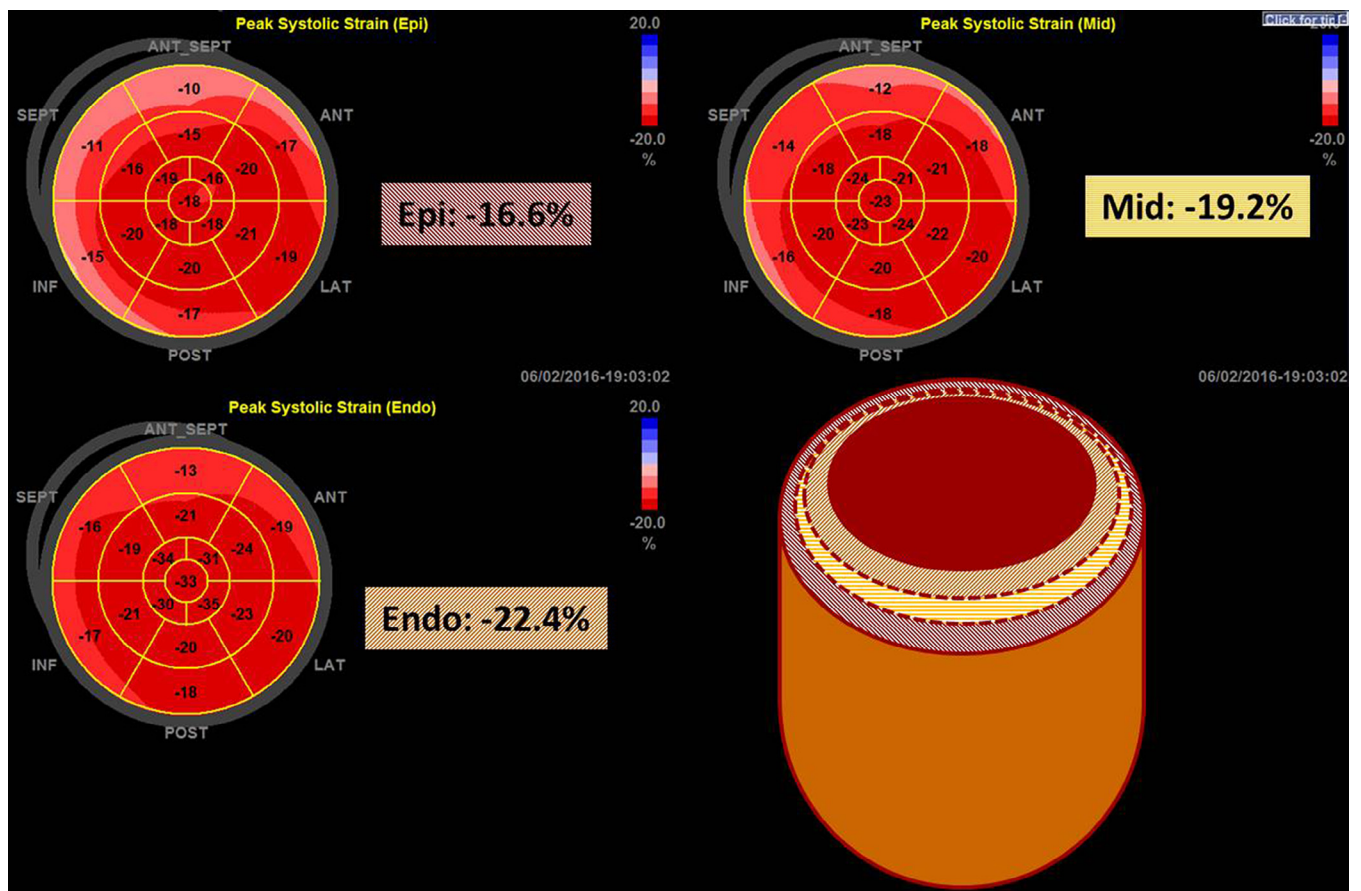 Peak Systolic Strain (Epi)
20.0
-20.0
%
ANT_SEPT
SEPT
ANT
INF
LAT
POST
-10
-11
-17
-15
-16
-20
-19
-16
-18
-18
-18
-20
-21
-15
-19
-20
-17
Epi: -16.6%
06/02/2016-19:03:02
Peak Systolic Strain (Mid)
Click for tip
-20.0
%
ANT_SEPT
SEPT
ANT
INF
LAT
POST
-12
-14
-18
-18
-18
-21
-24
-21
-23
-23
-24
-20
-22
-16
-20
-20
-18
Mid: -19.2%
06/02/2016-19:03:02
Peak Systolic Strain (Endo)
20.0
-20.0
%
ANT_SEPT
SEPT
ANT
INF
LAT
POST
-13
-16
-19
-21
-19
-24
-34
-31
-33
-30
-35
-21
-23
-17
-20
-20
-18
Endo: -22.4%